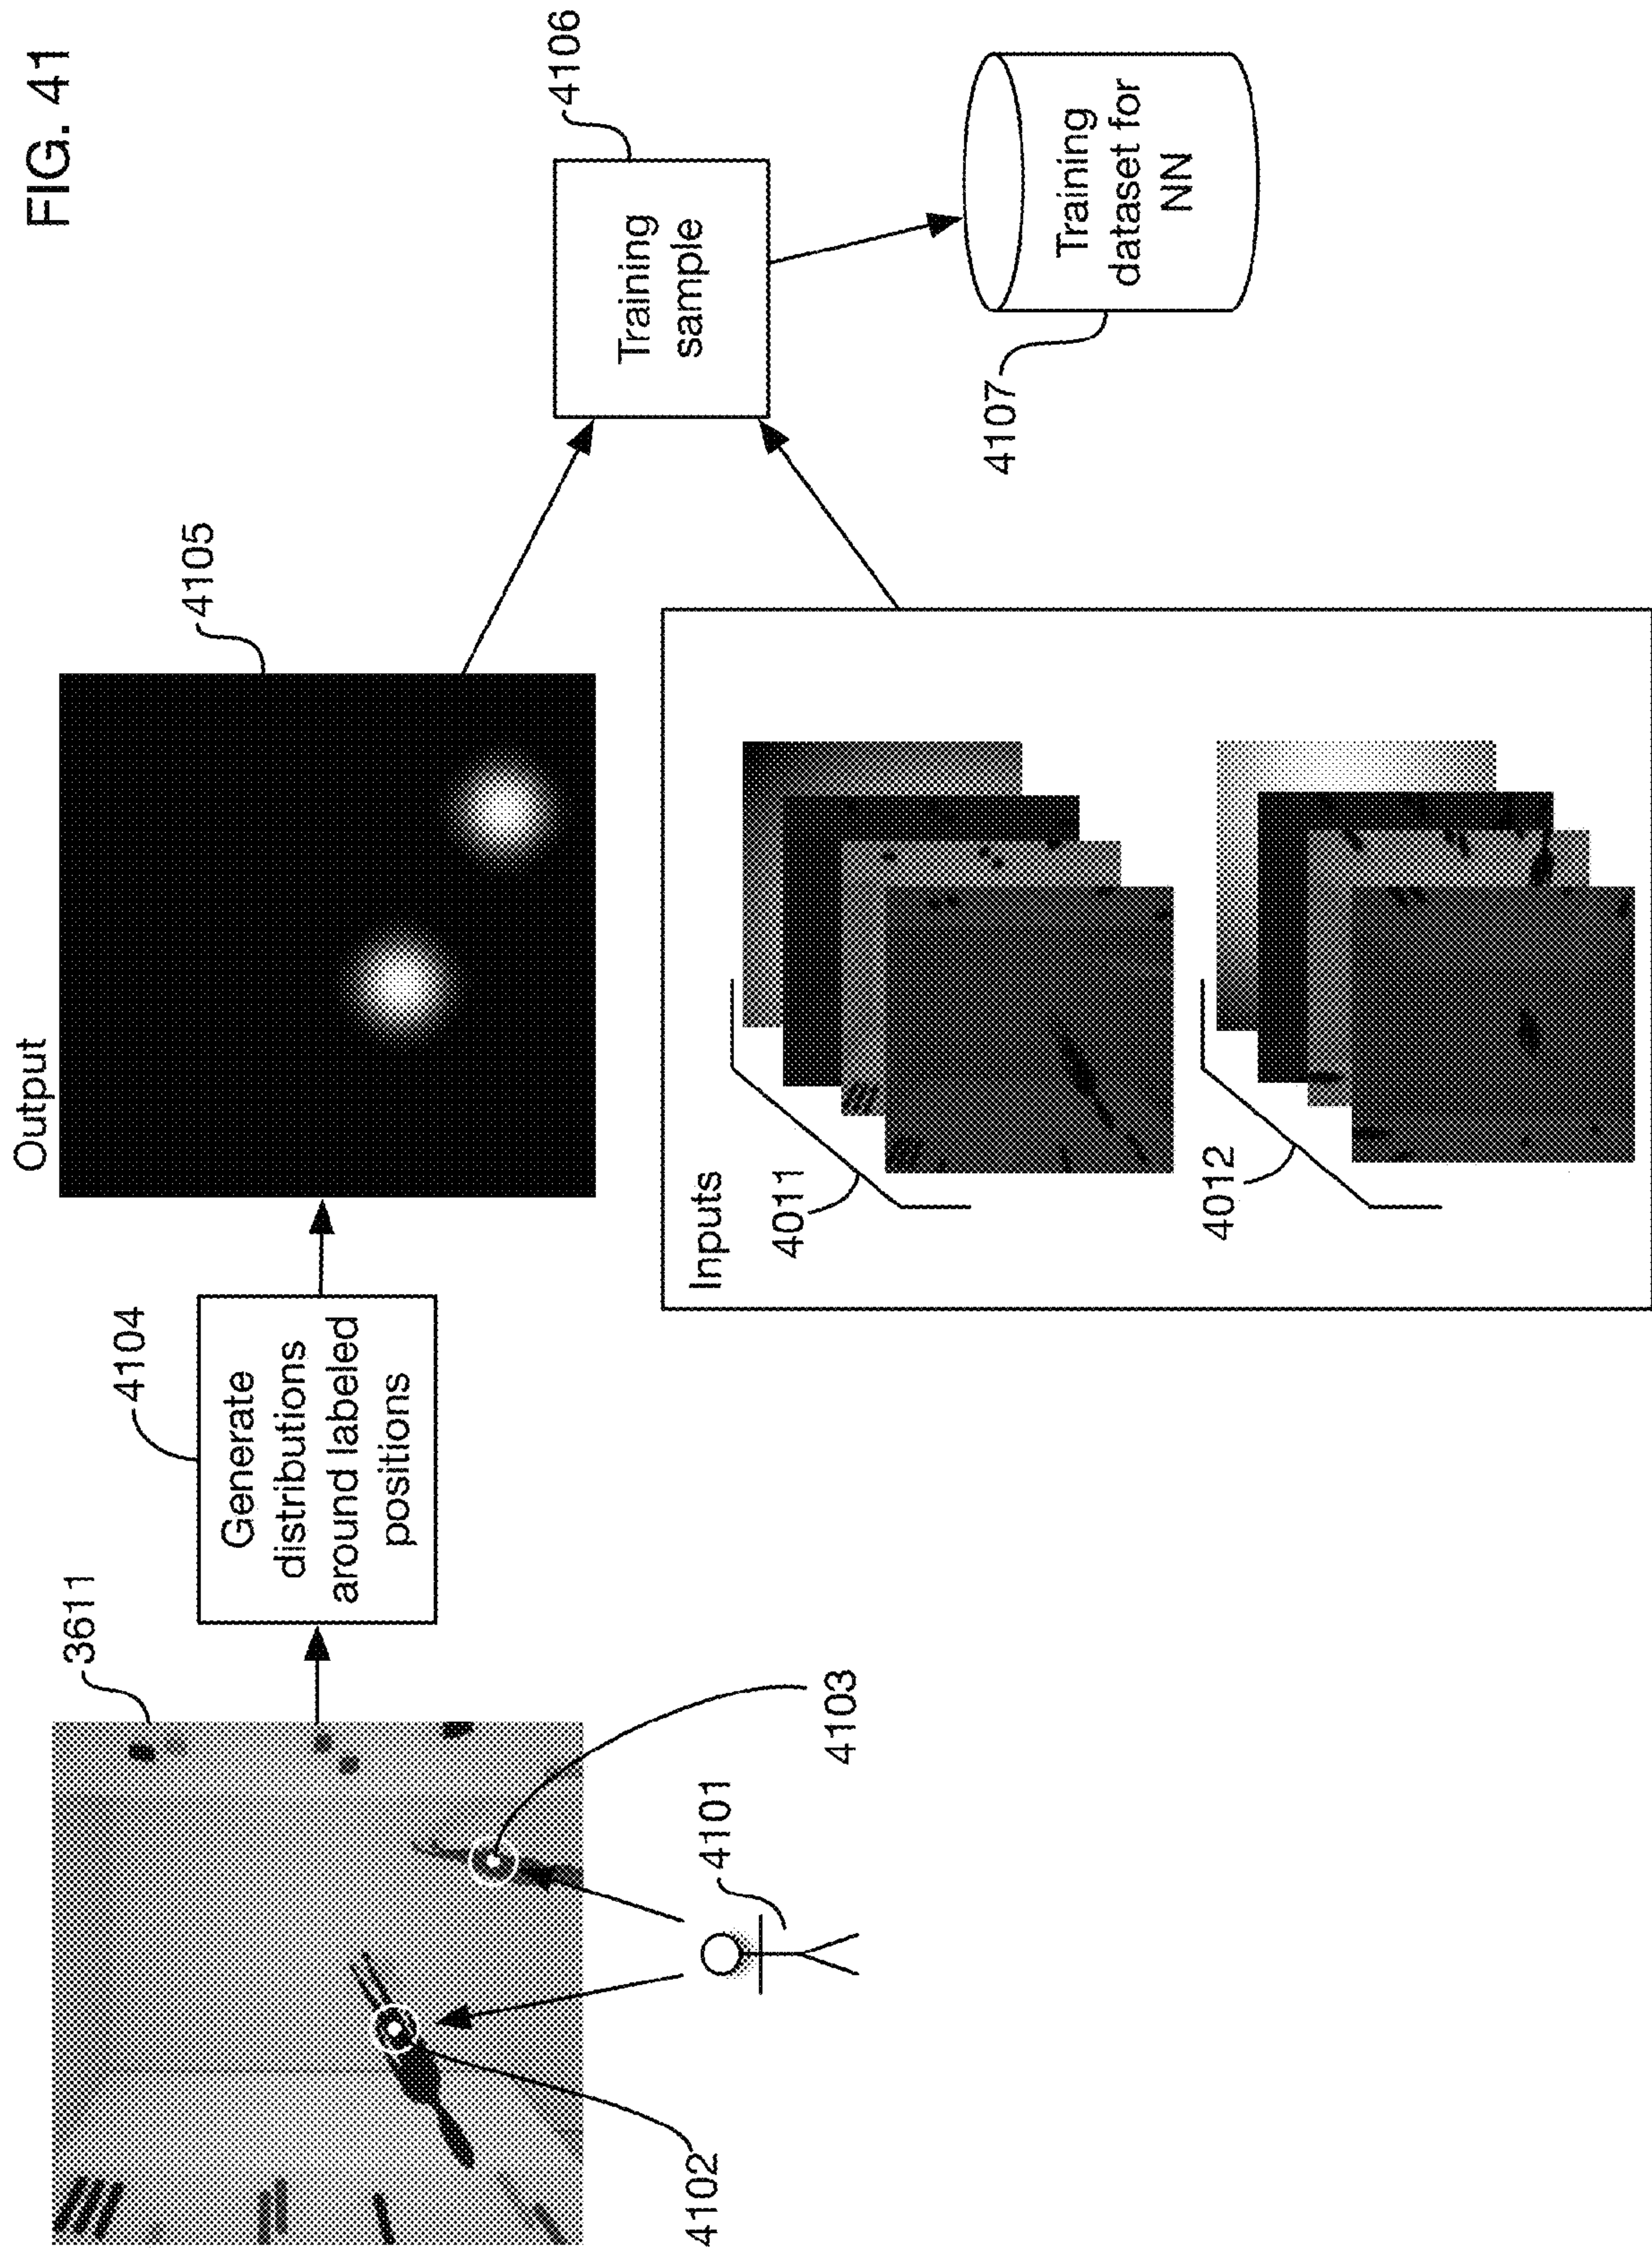 FIG. 41
3611
4104
Generate
distributions
around labeled
positions
Output
4105
4106
Training
sample
4102
4101
4103
Inputs
4011
4012
4107
Training
dataset for
NN